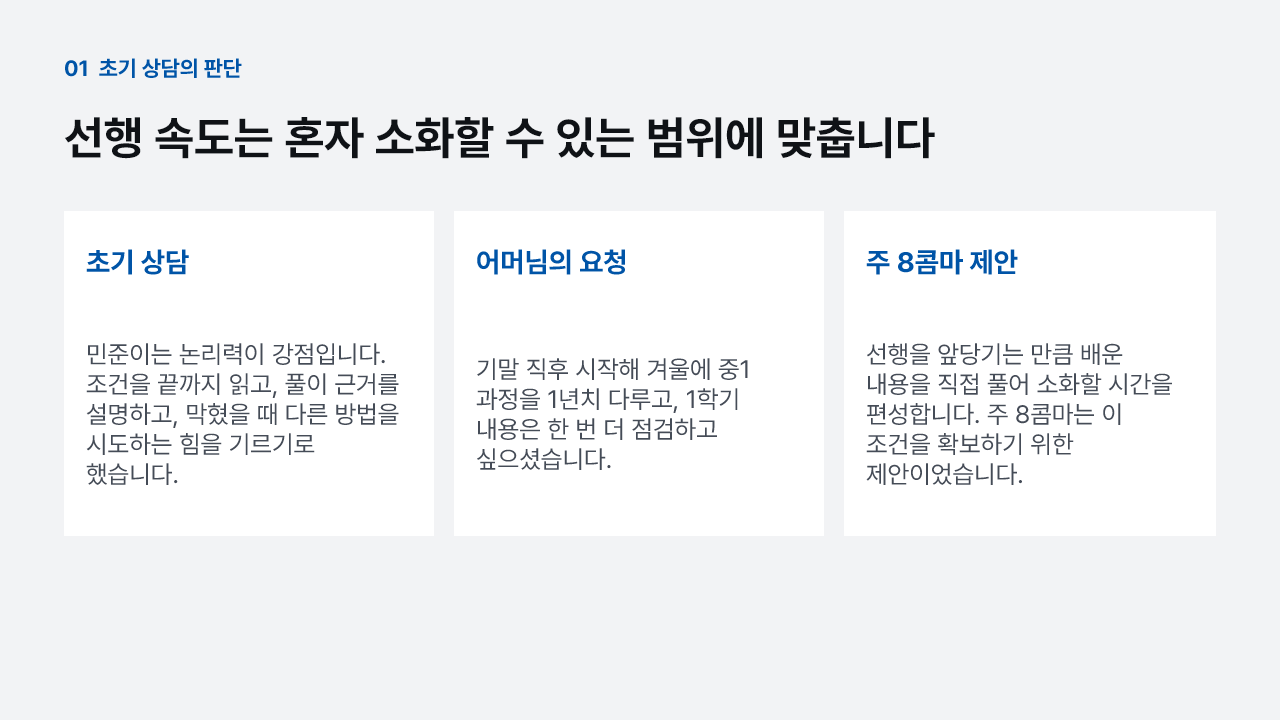 01 초기 상담의 판단
선행 속도는 혼자 소화할 수 있는 범위에 맞춥니다
초기 상담
민준이는 논리력이 강점입니다.
조건을 끝까지 읽고, 풀이 근거를
설명하고, 막혔을 때 다른 방법을
시도하는 힘을 기르기로
했습니다.
어머님의 요청
기말 직후 시작해 겨울에 중1
과정을 1년치 다루고, 1학기
내용은 한 번 더 점검하고
싶으셨습니다.
주 8콤마 제안
선행을 앞당기는 만큼 배운
내용을 직접 풀어 소화할 시간을
편성합니다. 주 8콤마는 이
조건을 확보하기 위한
제안이었습니다.